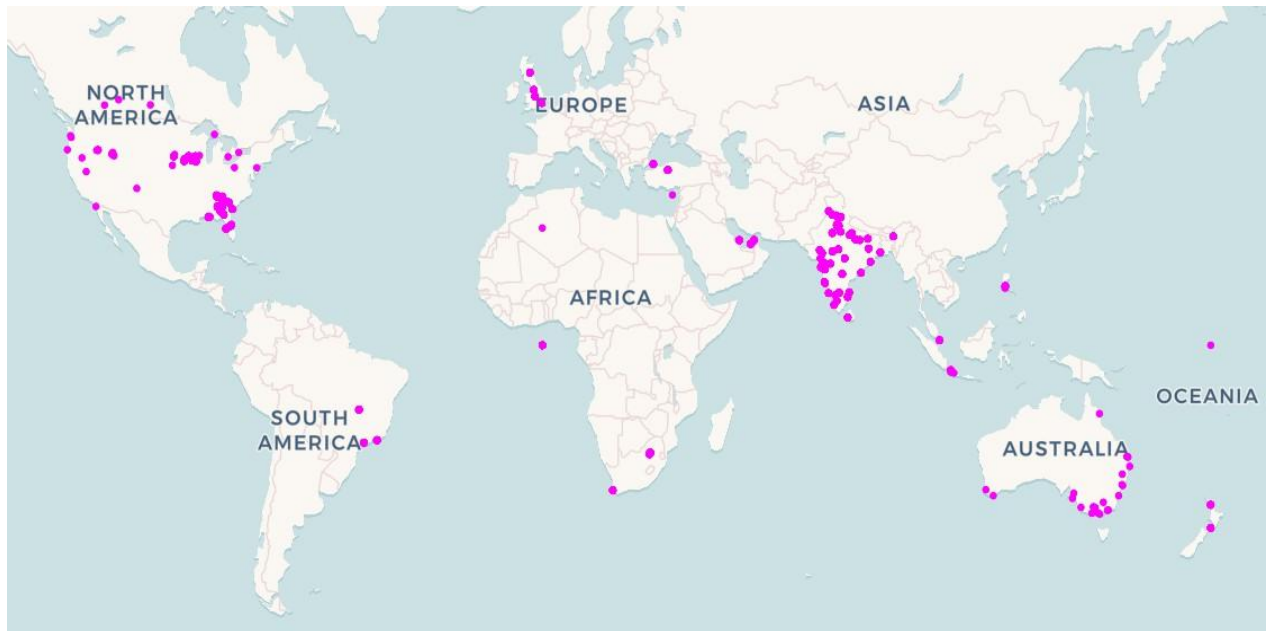 NORTH
AMERICA
EUROPE
ASIA
AFRICA
SOUTH
AMERICA
OCEANIA
AUSTRALIA